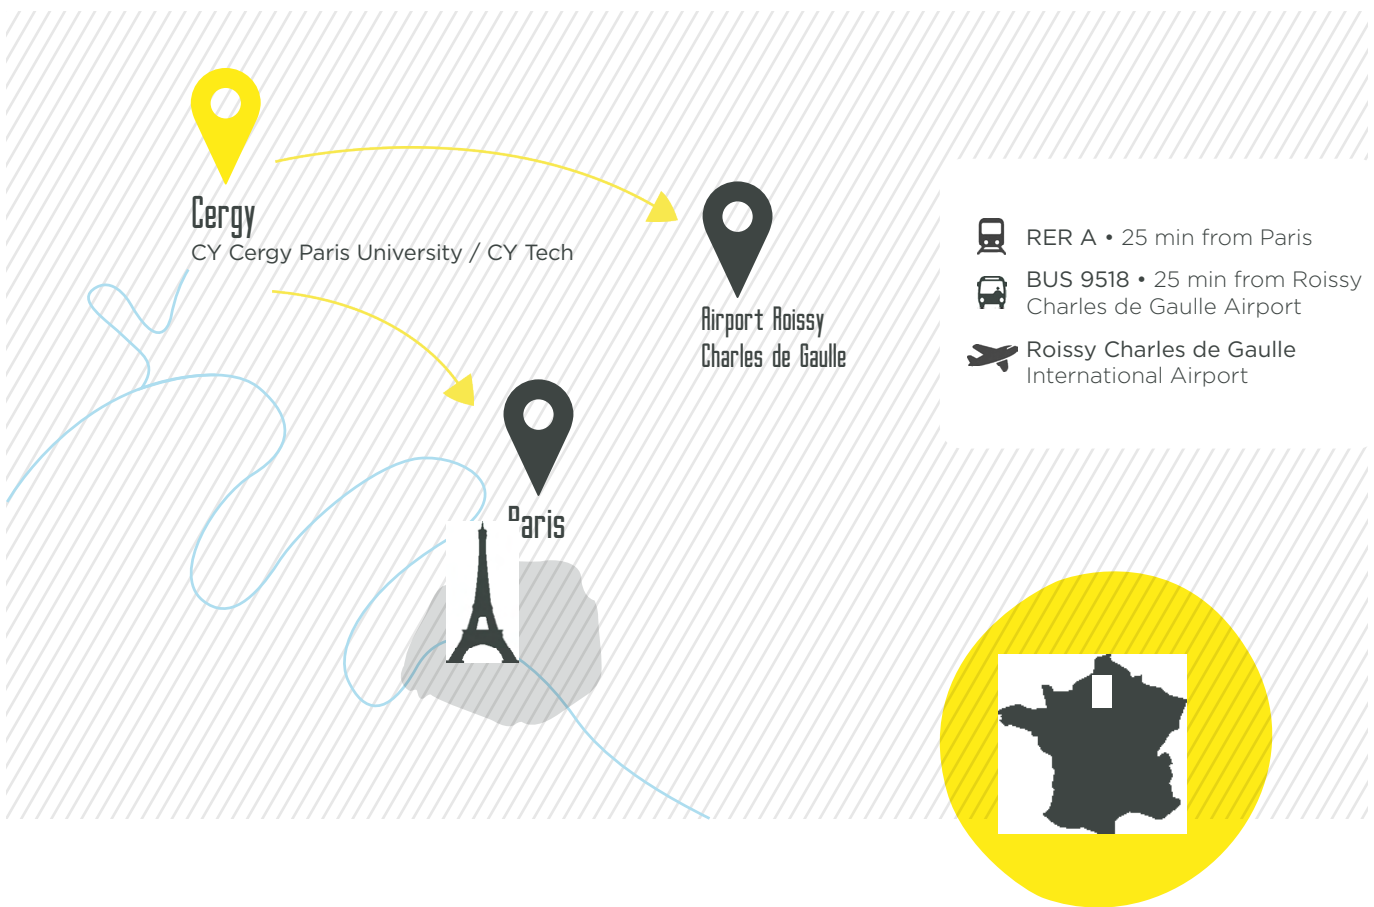 Cergy
CY Cergy Paris University / CY Tech
Airport Roissy
Charles de Gaulle
Paris
RER A • 25 min from Paris
BUS 9518 • 25 min from Roissy
Charles de Gaulle Airport
Roissy Charles de Gaulle
International Airport